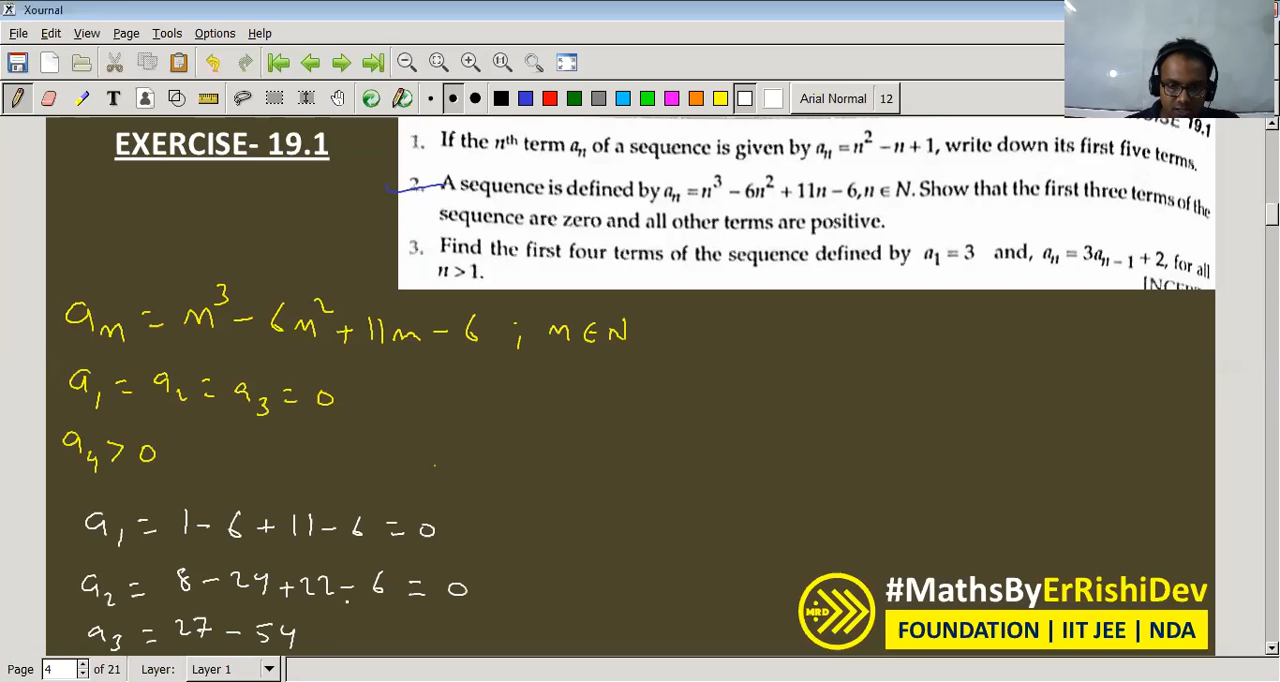 Xournal
File Edit View Page Tools Options Help
Arial Normal 12
EXERCISE- 19.1
19.1
1. If the nth term aₙ of a sequence is given by aₙ = n² − n + 1, write down its first five terms.
2. A sequence is defined by aₙ = n³ − 6n² + 11n − 6, n ∈ N. Show that the first three terms of the
sequence are zero and all other terms are positive.
3. Find the first four terms of the sequence defined by a₁ = 3 and, aₙ = 3aₙ₋₁ + 2, for all
n > 1.
aₙ = n³ − 6n² + 11n − 6 ; n ∈ N
a₁ = a₂ = a₃ = 0
a₄ > 0
a₁ = 1 − 6 + 11 − 6 = 0
a₂ = 8 − 24 + 22 − 6 = 0
a₃ = 27 − 54
MRD
#MathsByErRishiDev
FOUNDATION | IIT JEE | NDA
Page 4 of 21 Layer: Layer 1